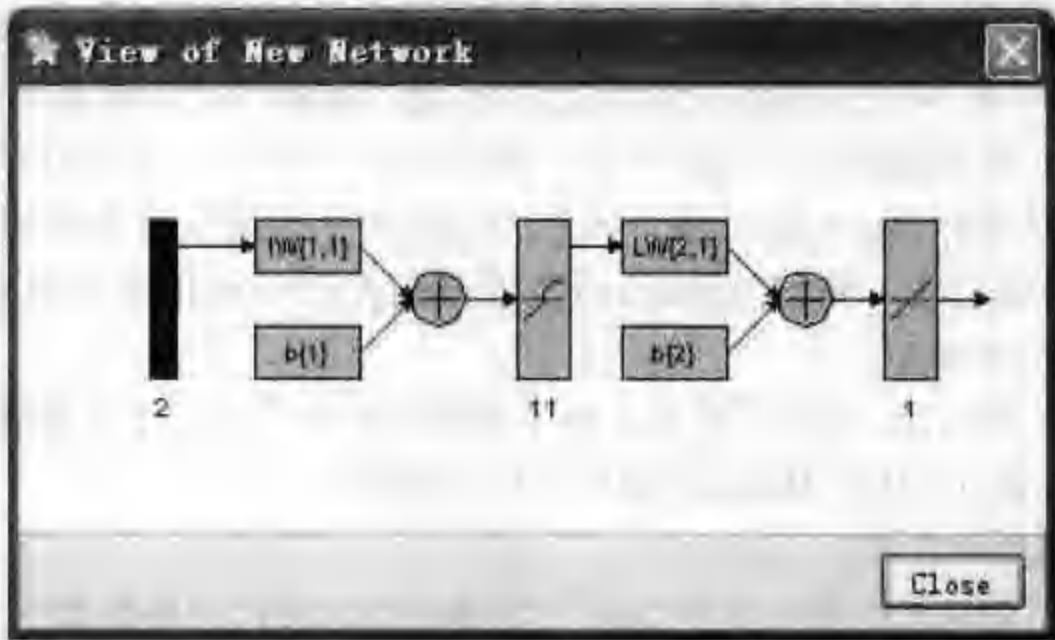 View of New Network
IW{1,1}
LW{2,1}
b{1}
b{2}
2
11
1
Close